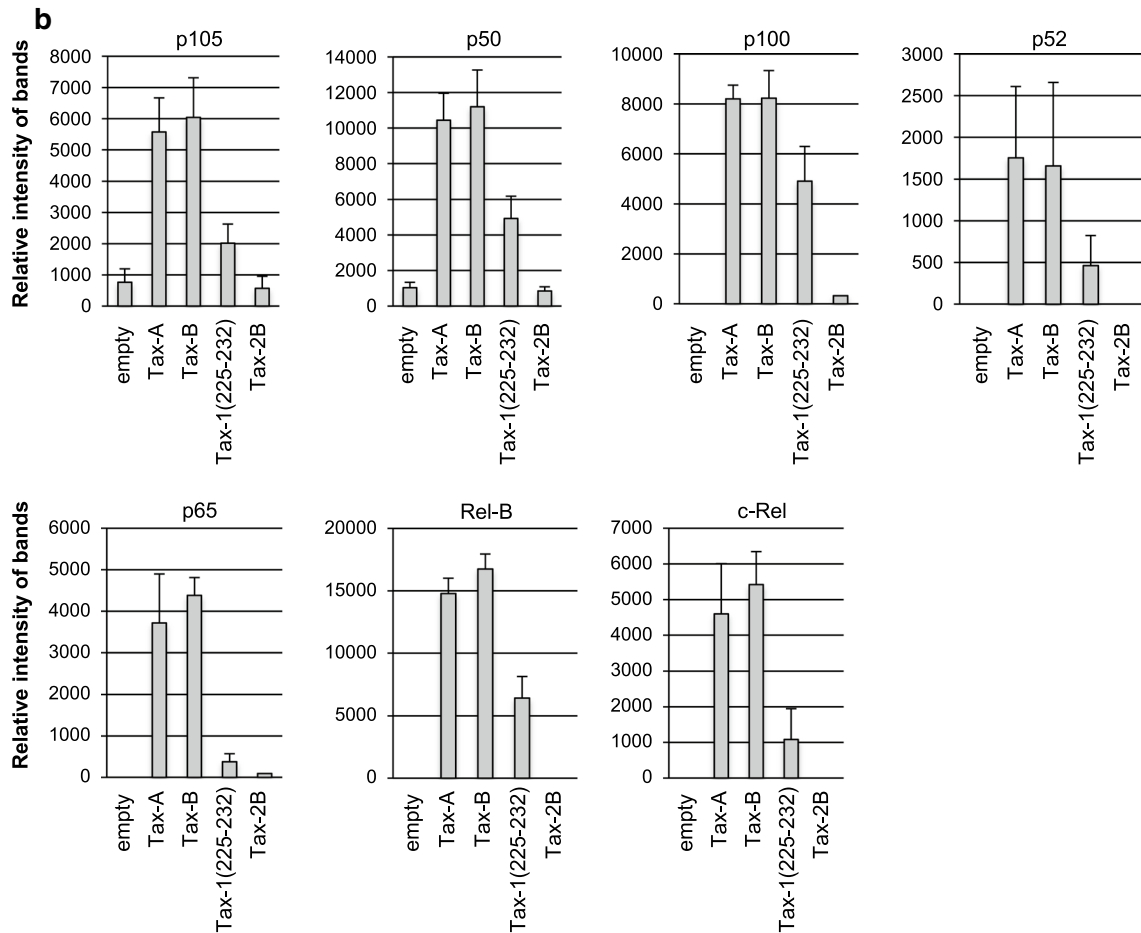 b
p105
Relative intensity of bands
8000
7000
6000
5000
4000
3000
2000
1000
0
empty
Tax-A
Tax-B
Tax-1(225-232)
Tax-2B
p50
14000
12000
10000
8000
6000
4000
2000
0
empty
Tax-A
Tax-B
Tax-1(225-232)
Tax-2B
p100
10000
8000
6000
4000
2000
0
empty
Tax-A
Tax-B
Tax-1(225-232)
Tax-2B
p52
3000
2500
2000
1500
1000
500
0
empty
Tax-A
Tax-B
Tax-1(225-232)
Tax-2B
p65
Relative intensity of bands
6000
5000
4000
3000
2000
1000
0
empty
Tax-A
Tax-B
Tax-1(225-232)
Tax-2B
Rel-B
20000
15000
10000
5000
0
empty
Tax-A
Tax-B
Tax-1(225-232)
Tax-2B
c-Rel
7000
6000
5000
4000
3000
2000
1000
0
empty
Tax-A
Tax-B
Tax-1(225-232)
Tax-2B